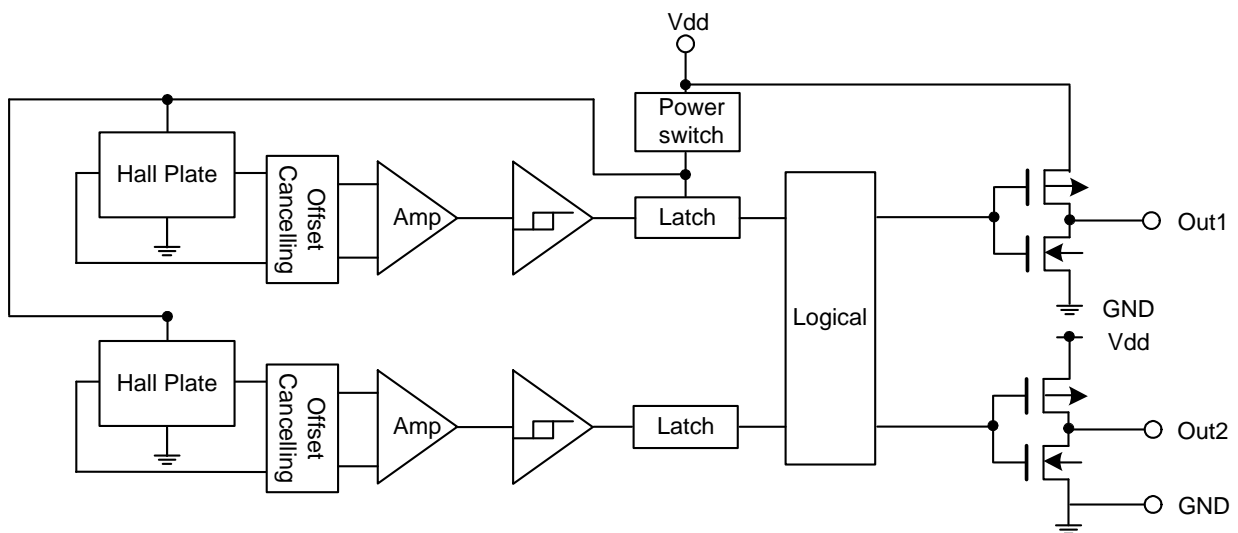 Vdd
Power
switch
Hall Plate
Offset
Cancelling
Amp
Latch
Out1
GND
Logical
Vdd
Hall Plate
Offset
Cancelling
Amp
Latch
Out2
GND